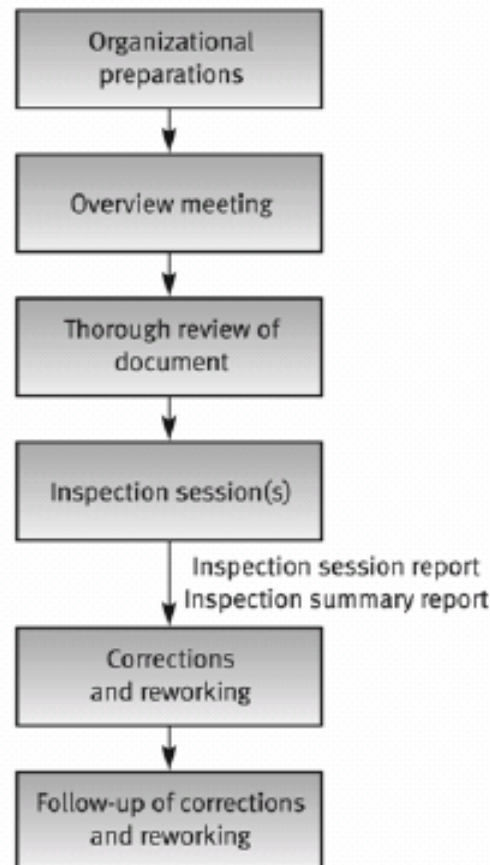 Organizational
preparations
Overview meeting
Thorough review of
document
Inspection session(s)
Inspection session report
Inspection summary report
Corrections
and reworking
Follow-up of corrections
and reworking